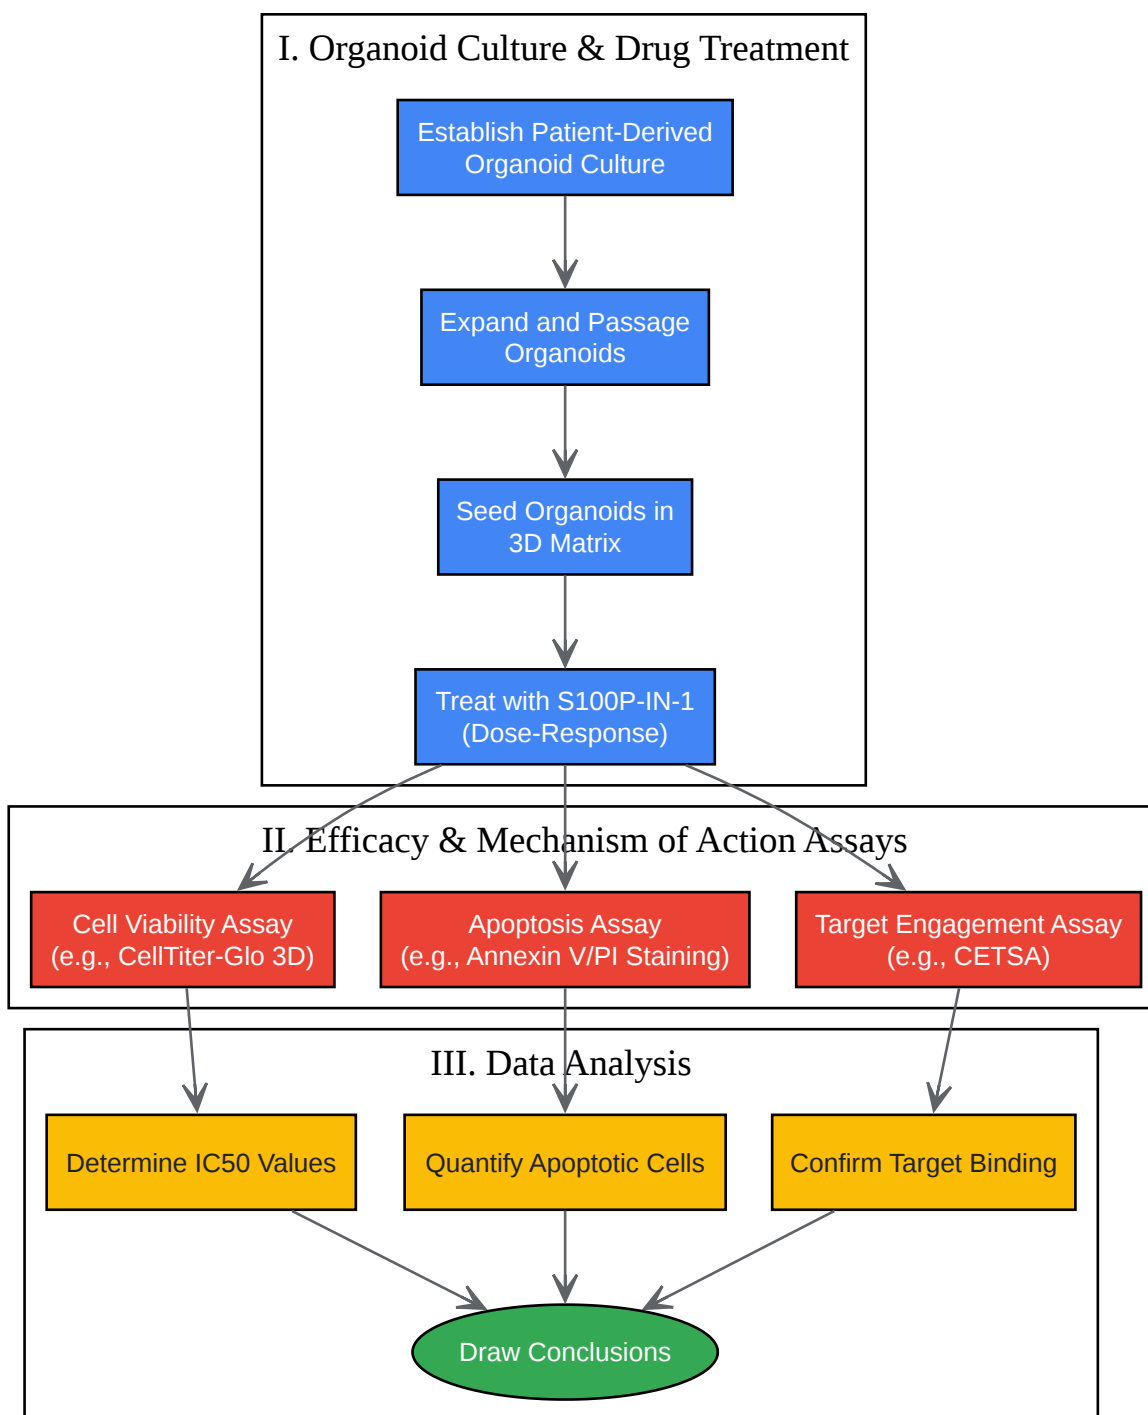 I. Organoid Culture & Drug Treatment
Establish Patient-Derived
Organoid Culture
Expand and Passage
Organoids
Seed Organoids in
3D Matrix
Treat with S100P-IN-1
(Dose-Response)
II. Efficacy & Mechanism of Action Assays
Cell Viability Assay
(e.g., CellTiter-Glo 3D)
Apoptosis Assay
(e.g., Annexin V/PI Staining)
Target Engagement Assay
(e.g., CETSA)
III. Data Analysis
Determine IC50 Values
Quantify Apoptotic Cells
Confirm Target Binding
Draw Conclusions